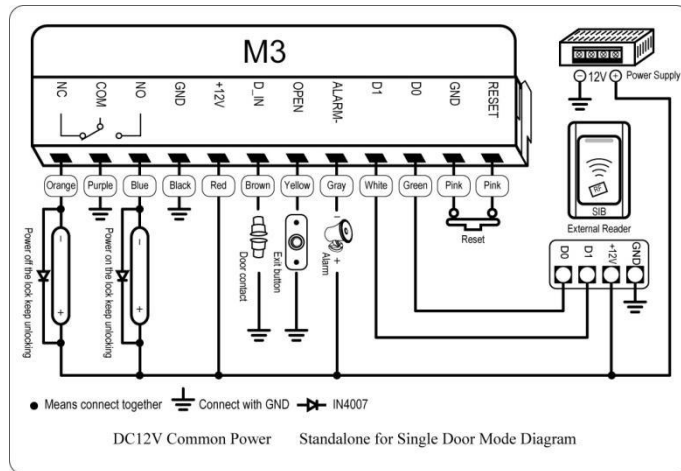 M3
NC COM NO GND +12V D_IN OPEN ALARM- D1 D0 GND RESET
12V Power Supply
Orange Purple Blue Black Red Brown Yellow Gray White Green Pink Pink
RF
SIB
External Reader
Reset
Power off the lock keep unlocking
Power on the lock keep unlocking
Door contact
Exit button
Alarm
D0 D1 +12V GND
● Means connect together Connect with GND IN4007
DC12V Common Power Standalone for Single Door Mode Diagram